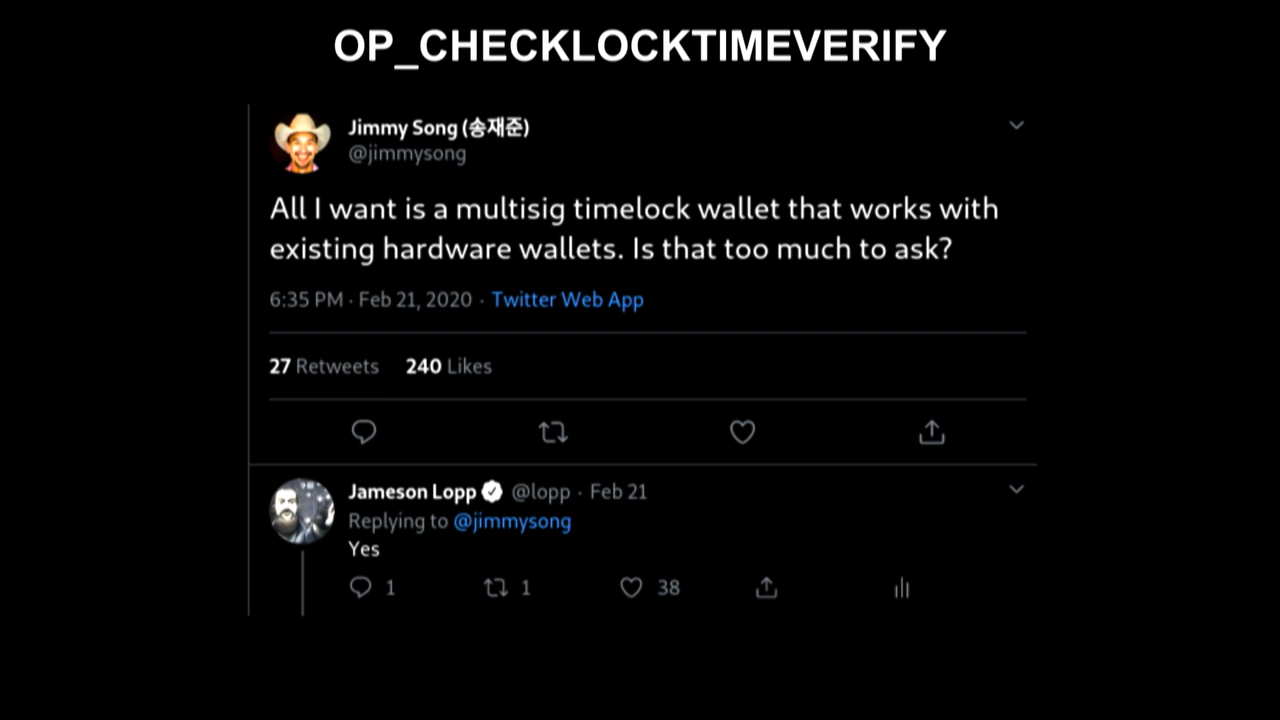 OP_CHECKLOCKTIMEVERIFY
Jimmy Song (송재준)
@jimmysong
All I want is a multisig timelock wallet that works with
existing hardware wallets. Is that too much to ask?
6:35 PM · Feb 21, 2020 · Twitter Web App
27 Retweets 240 Likes
Jameson Lopp @lopp · Feb 21
Replying to @jimmysong
Yes
1 1 38